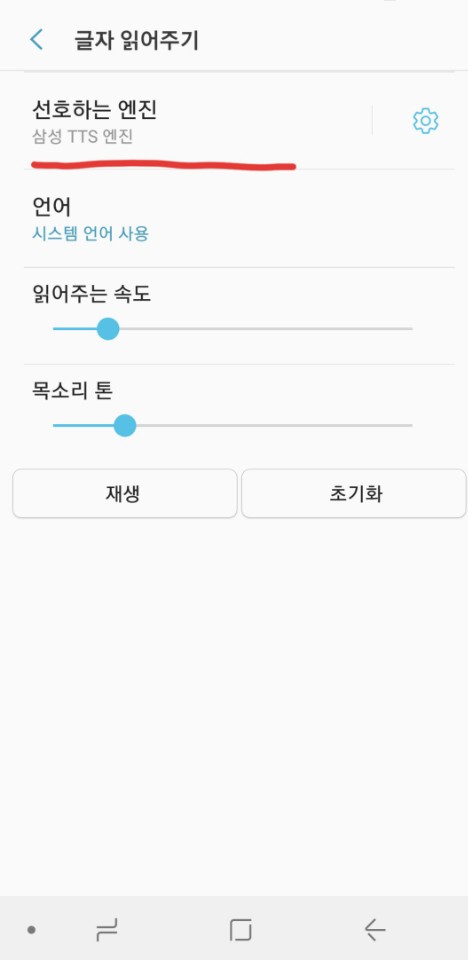 글자 읽어주기
선호하는 엔진
삼성 TTS 엔진
언어
시스템 언어 사용
읽어주는 속도
목소리 톤
재생
초기화